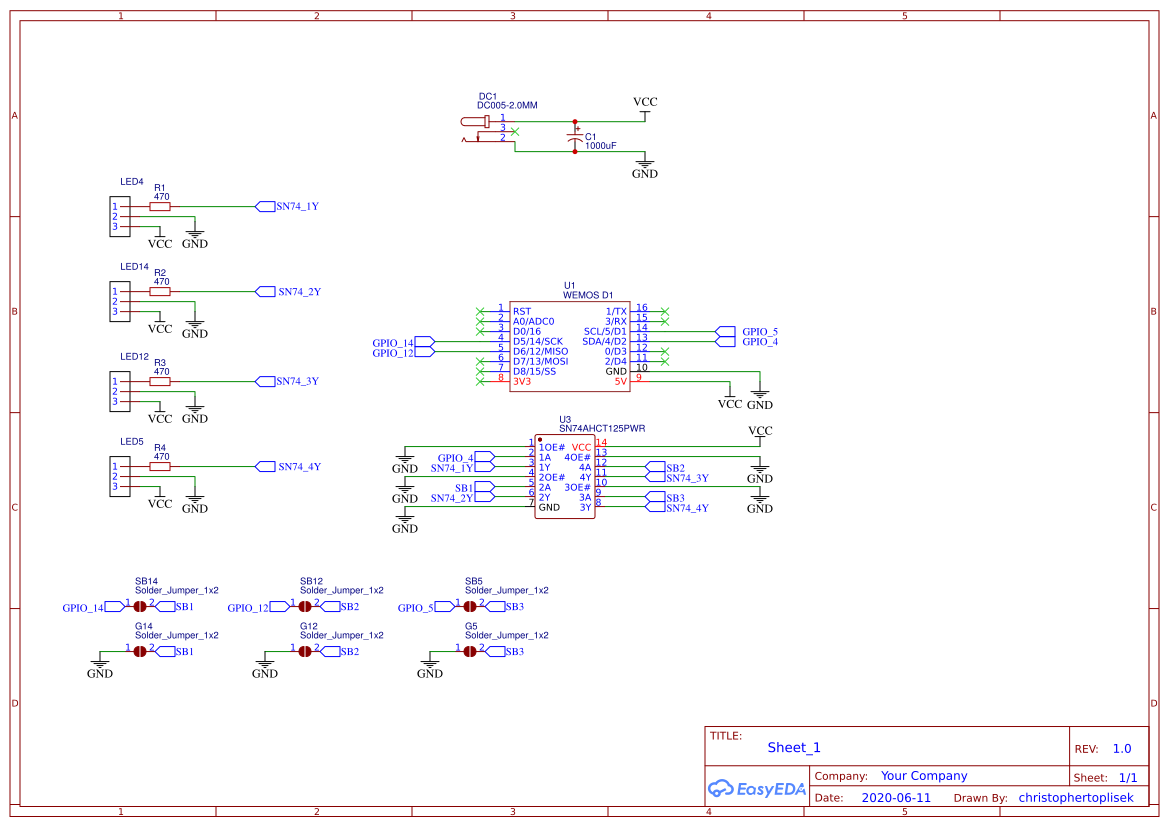 1 2 3 4 5
A A
B B
C C
D D
DC1
DC005-2.0MM
1
3
2
VCC
+
C1
1000uF
GND
LED4
R1
470
1
2
3
SN74_1Y
VCC GND
LED14
R2
470
1
2
3
SN74_2Y
VCC GND
LED12
R3
470
1
2
3
SN74_3Y
VCC GND
LED5
R4
470
1
2
3
SN74_4Y
VCC GND
U1
WEMOS D1
1 RST 1/TX 16
2 A0/ADC0 3/RX 15
3 D0/16 SCL/5/D1 14 GPIO_5
GPIO_14 4 D5/14/SCK SDA/4/D2 13 GPIO_4
GPIO_12 5 D6/12/MISO 0/D3 12
6 D7/13/MOSI 2/D4 11
7 D8/15/SS GND 10
8 3V3 5V 9
VCC GND
U3
SN74AHCT125PWR
VCC
1 1OE# VCC 14
GPIO_4 2 1A 4OE# 13
SN74_1Y 3 1Y 4A 12 SB2
4 2OE# 4Y 11 SN74_3Y
SB1 5 2A 3OE# 10
SN74_2Y 6 2Y 3A 9 SB3
7 GND 3Y 8 SN74_4Y
GND
GND
GND
GND
GND
SB14
Solder_Jumper_1x2
GPIO_14 1 2 SB1
SB12
Solder_Jumper_1x2
GPIO_12 1 2 SB2
SB5
Solder_Jumper_1x2
GPIO_5 1 2 SB3
G14
Solder_Jumper_1x2
1 2 SB1
GND
G12
Solder_Jumper_1x2
1 2 SB2
GND
G5
Solder_Jumper_1x2
1 2 SB3
GND
TITLE:
Sheet_1
REV: 1.0
EasyEDA
Company: Your Company
Sheet: 1/1
Date: 2020-06-11 Drawn By: christophertoplisek
1 2 3 4 5